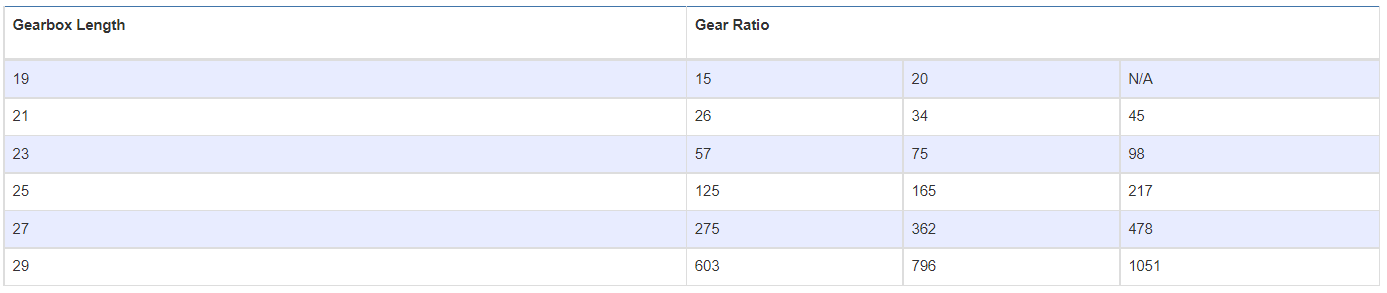 Gearbox Length Gear Ratio
19 15 20 N/A
21 26 34 45
23 57 75 98
25 125 165 217
27 275 362 478
29 603 796 1051